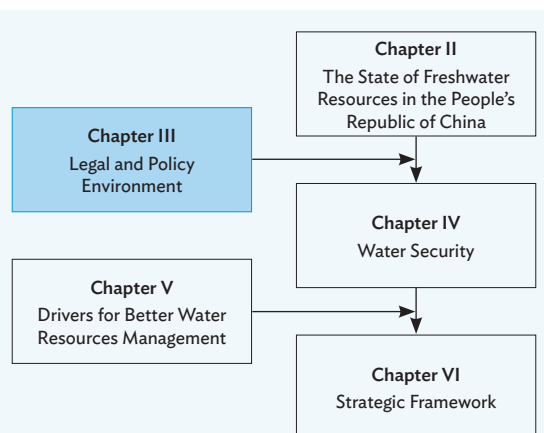 Chapter II
The State of Freshwater
Resources in the People's
Republic of China
Chapter III
Legal and Policy
Environment
Chapter IV
Water Security
Chapter V
Drivers for Better Water
Resources Management
Chapter VI
Strategic Framework